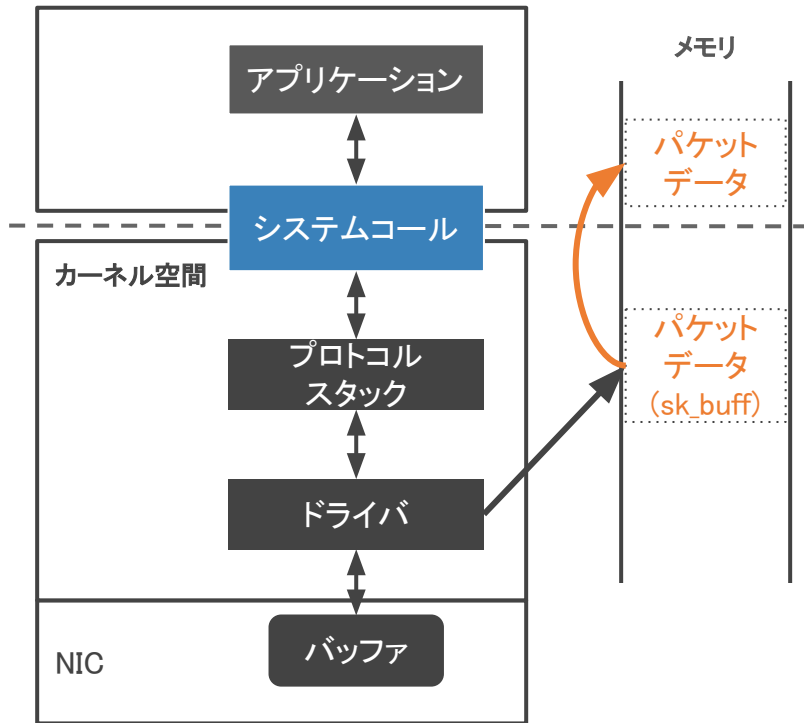 アプリケーション
システムコール
カーネル空間
プロトコル
スタック
ドライバ
バッファ
NIC
メモリ
パケット
データ
パケット
データ
(sk_buff)